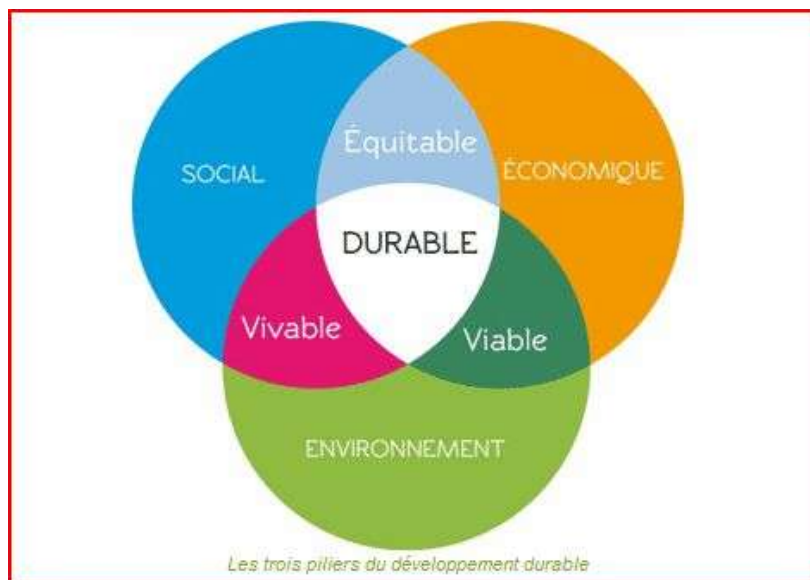 Équitable
SOCIAL
ÉCONOMIQUE
DURABLE
Vivable
Viable
ENVIRONNEMENT
Les trois piliers du développement durable